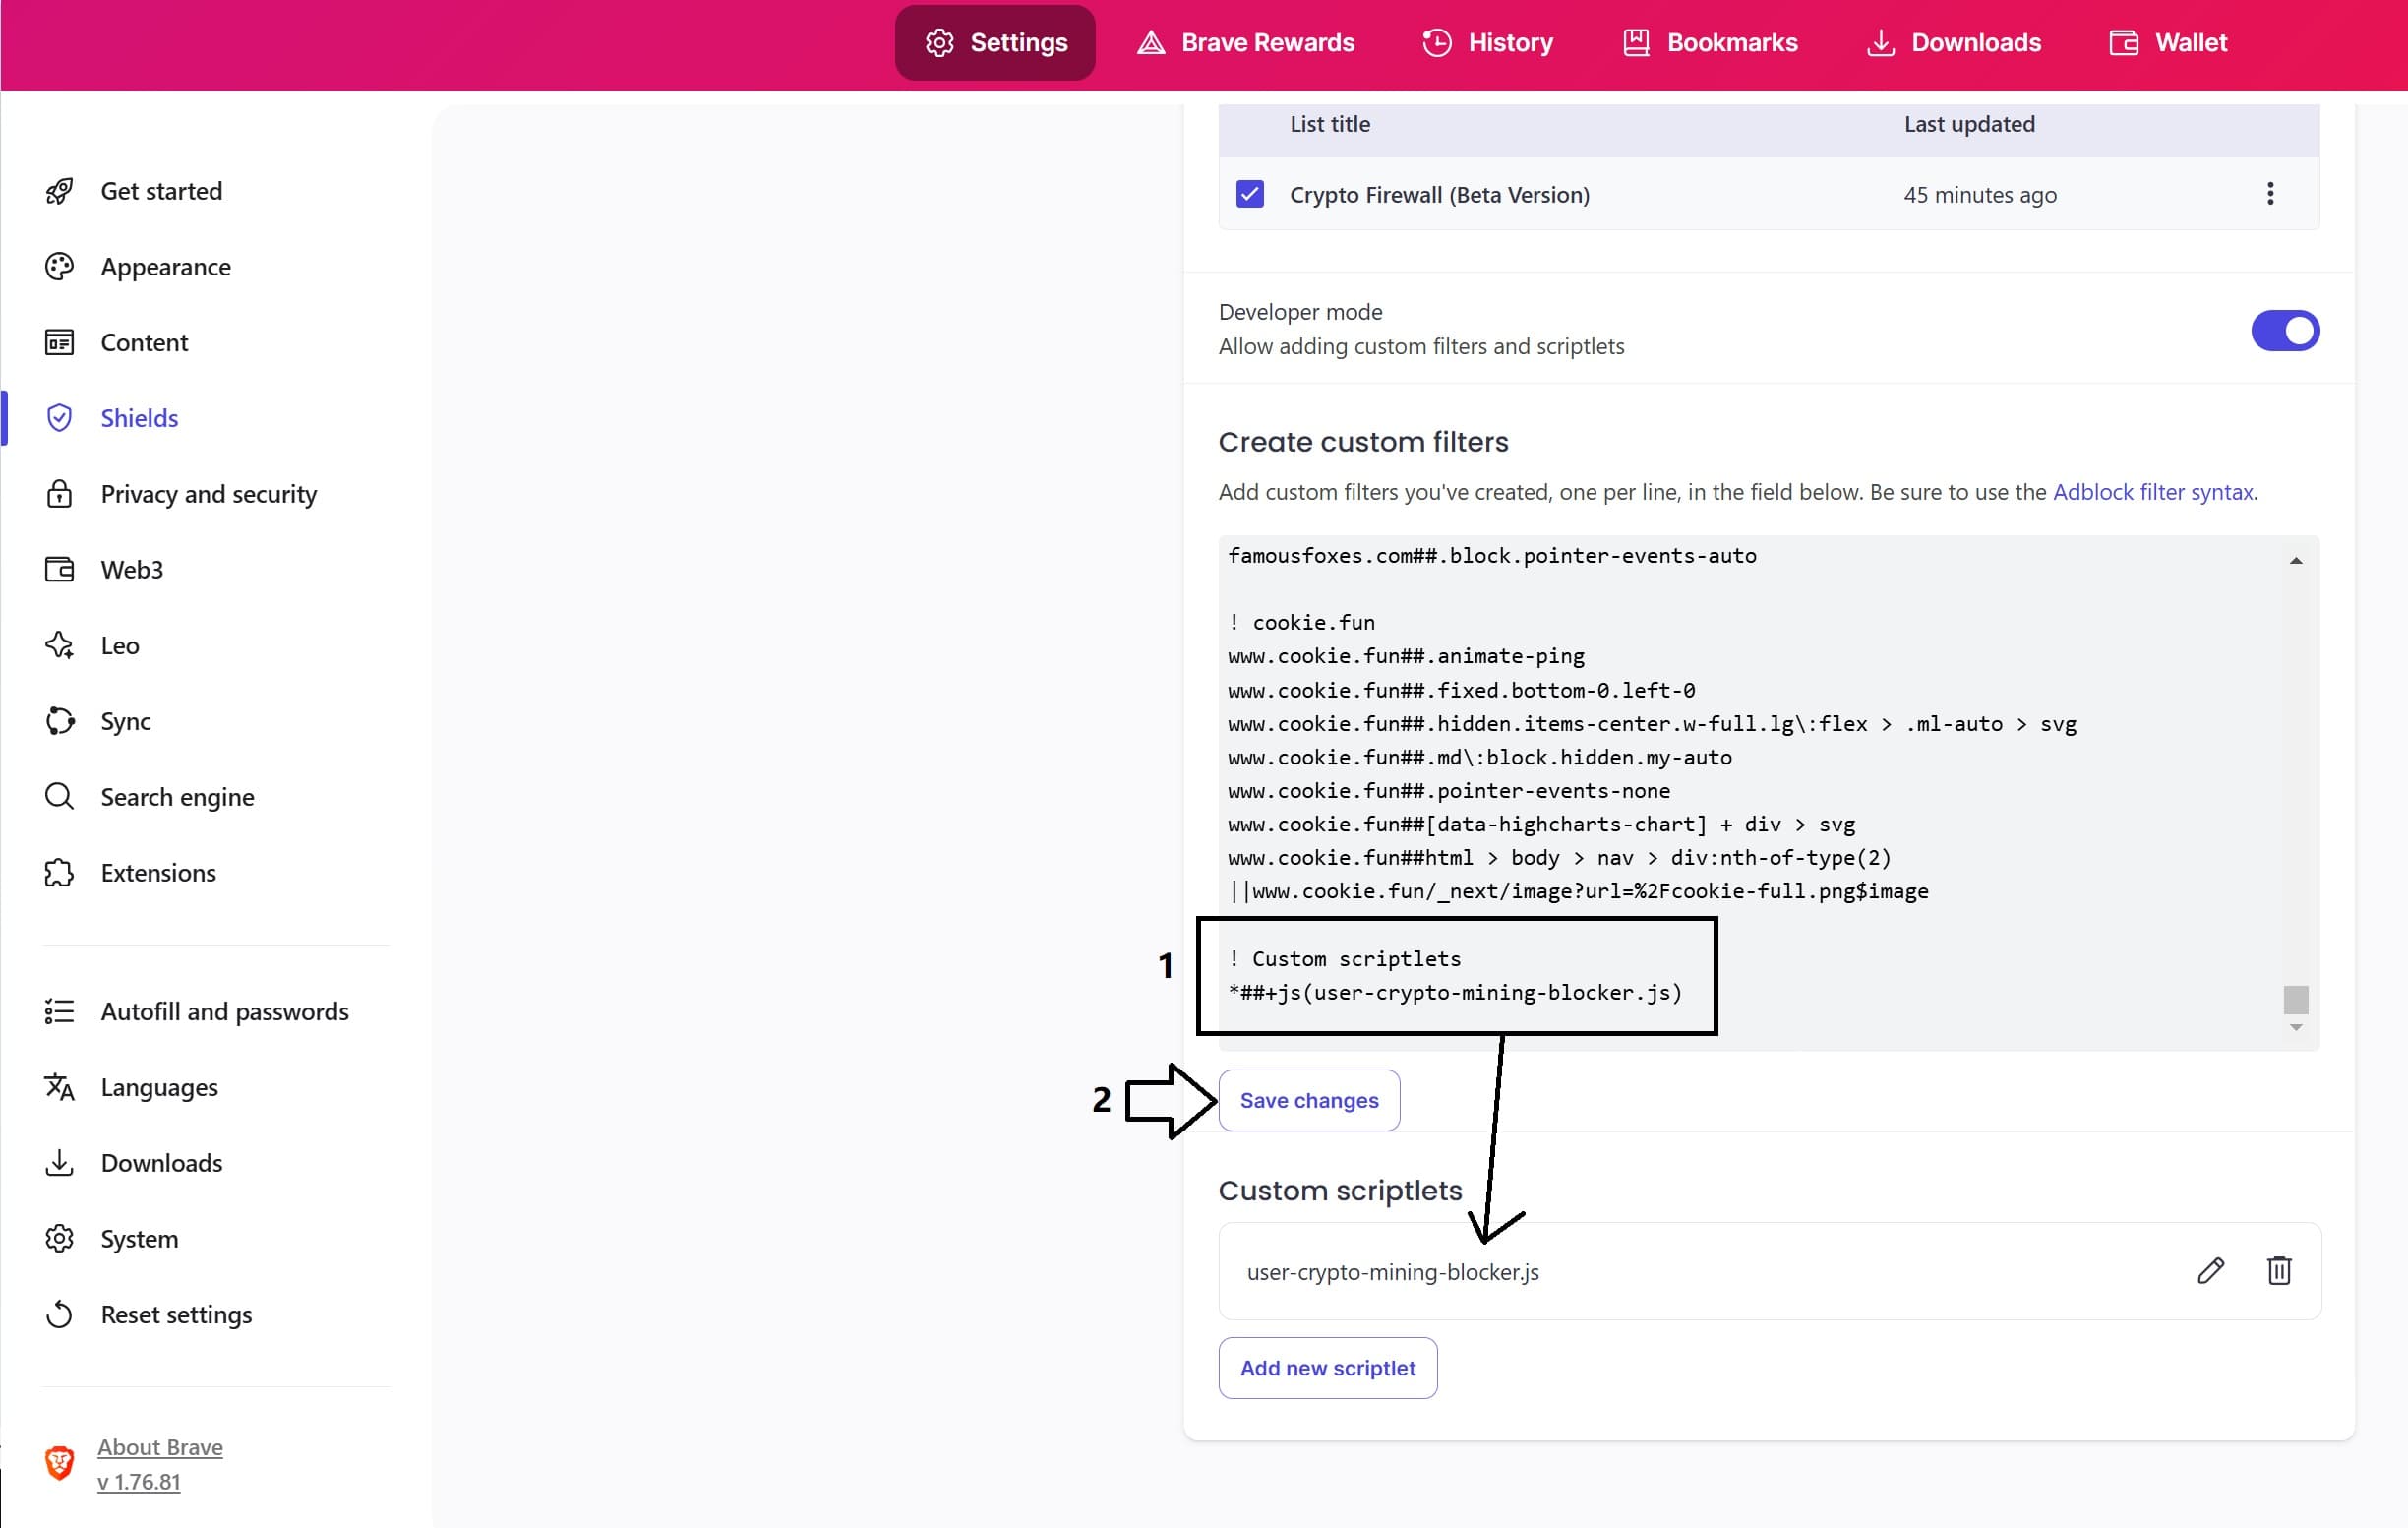 Settings
Brave Rewards
History
Bookmarks
Downloads
Wallet
Get started
Appearance
Content
Shields
Privacy and security
Web3
Leo
Sync
Search engine
Extensions
Autofill and passwords
Languages
Downloads
System
Reset settings
About Brave
v 1.76.81
List title Last updated
Crypto Firewall (Beta Version) 45 minutes ago
Developer mode
Allow adding custom filters and scriptlets
Create custom filters
Add custom filters you've created, one per line, in the field below. Be sure to use the Adblock filter syntax.
famousfoxes.com##.block.pointer-events-auto
! cookie.fun
www.cookie.fun##.animate-ping
www.cookie.fun##.fixed.bottom-0.left-0
www.cookie.fun##.hidden.items-center.w-full.lg\:flex > .ml-auto > svg
www.cookie.fun##.md\:block.hidden.my-auto
www.cookie.fun##.pointer-events-none
www.cookie.fun##[data-highcharts-chart] + div > svg
www.cookie.fun##html > body > nav > div:nth-of-type(2)
||www.cookie.fun/_next/image?url=%2Fcookie-full.png$image
1
! Custom scriptlets
*##+js(user-crypto-mining-blocker.js)
2
Save changes
Custom scriptlets
user-crypto-mining-blocker.js
Add new scriptlet